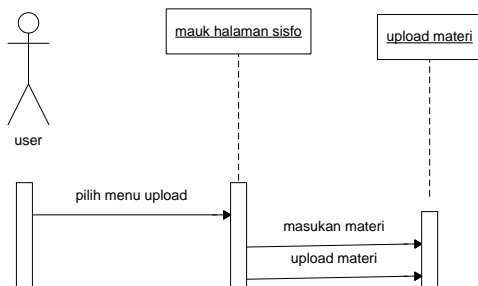 mauk halaman sisfo
upload materi
user
pilih menu upload
masukan materi
upload materi